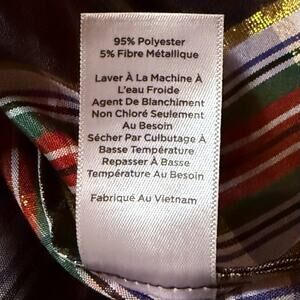 95% Polyester
5% Fibre Métallique
Laver À La Machine À
L'eau Froide
Agent De Blanchiment
Non Chloré Seulement
Au Besoin
Sécher Par Culbutage À
Basse Température
Repasser À Basse
Température Au Besoin
Fabriqué Au Vietnam